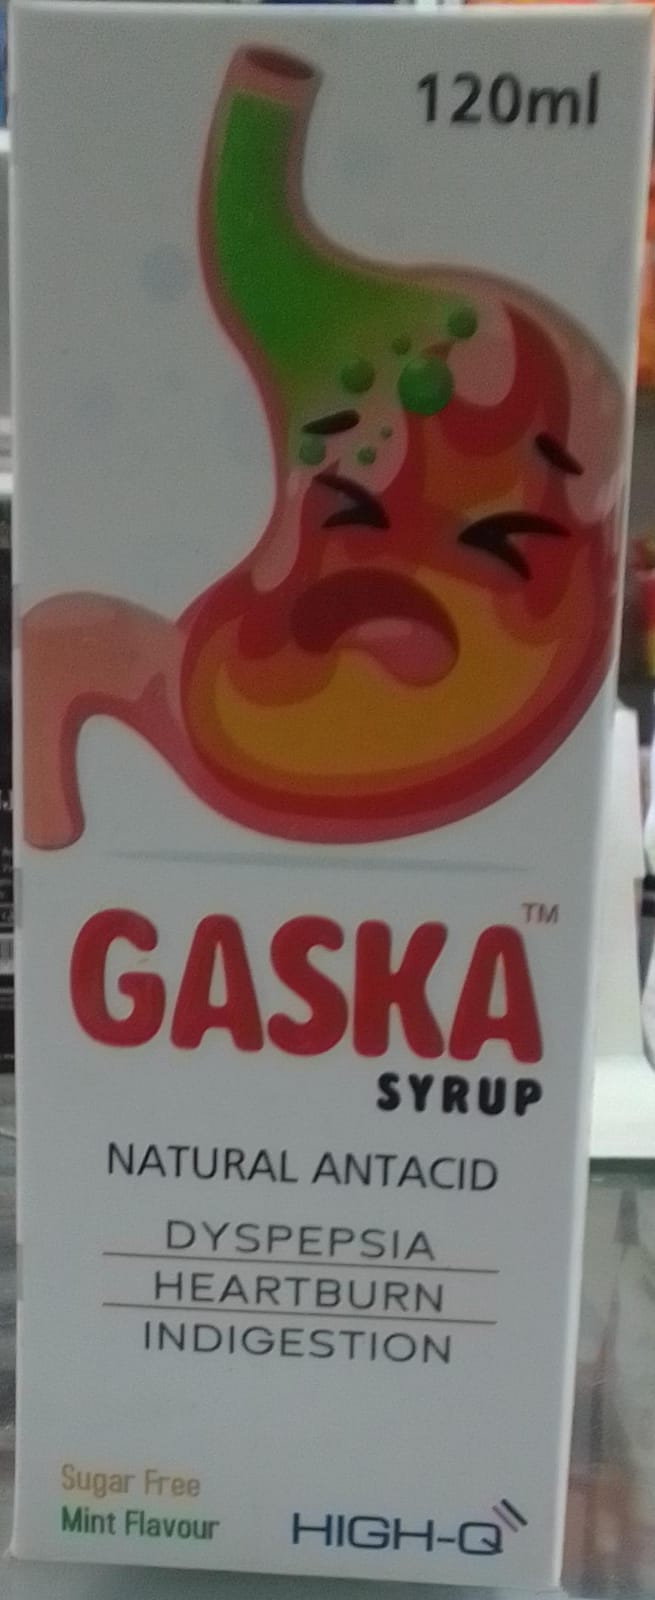 120ml
GASKA™
SYRUP
NATURAL ANTACID
DYSPEPSIA
HEARTBURN
INDIGESTION
Sugar Free
Mint Flavour
HIGH-Q